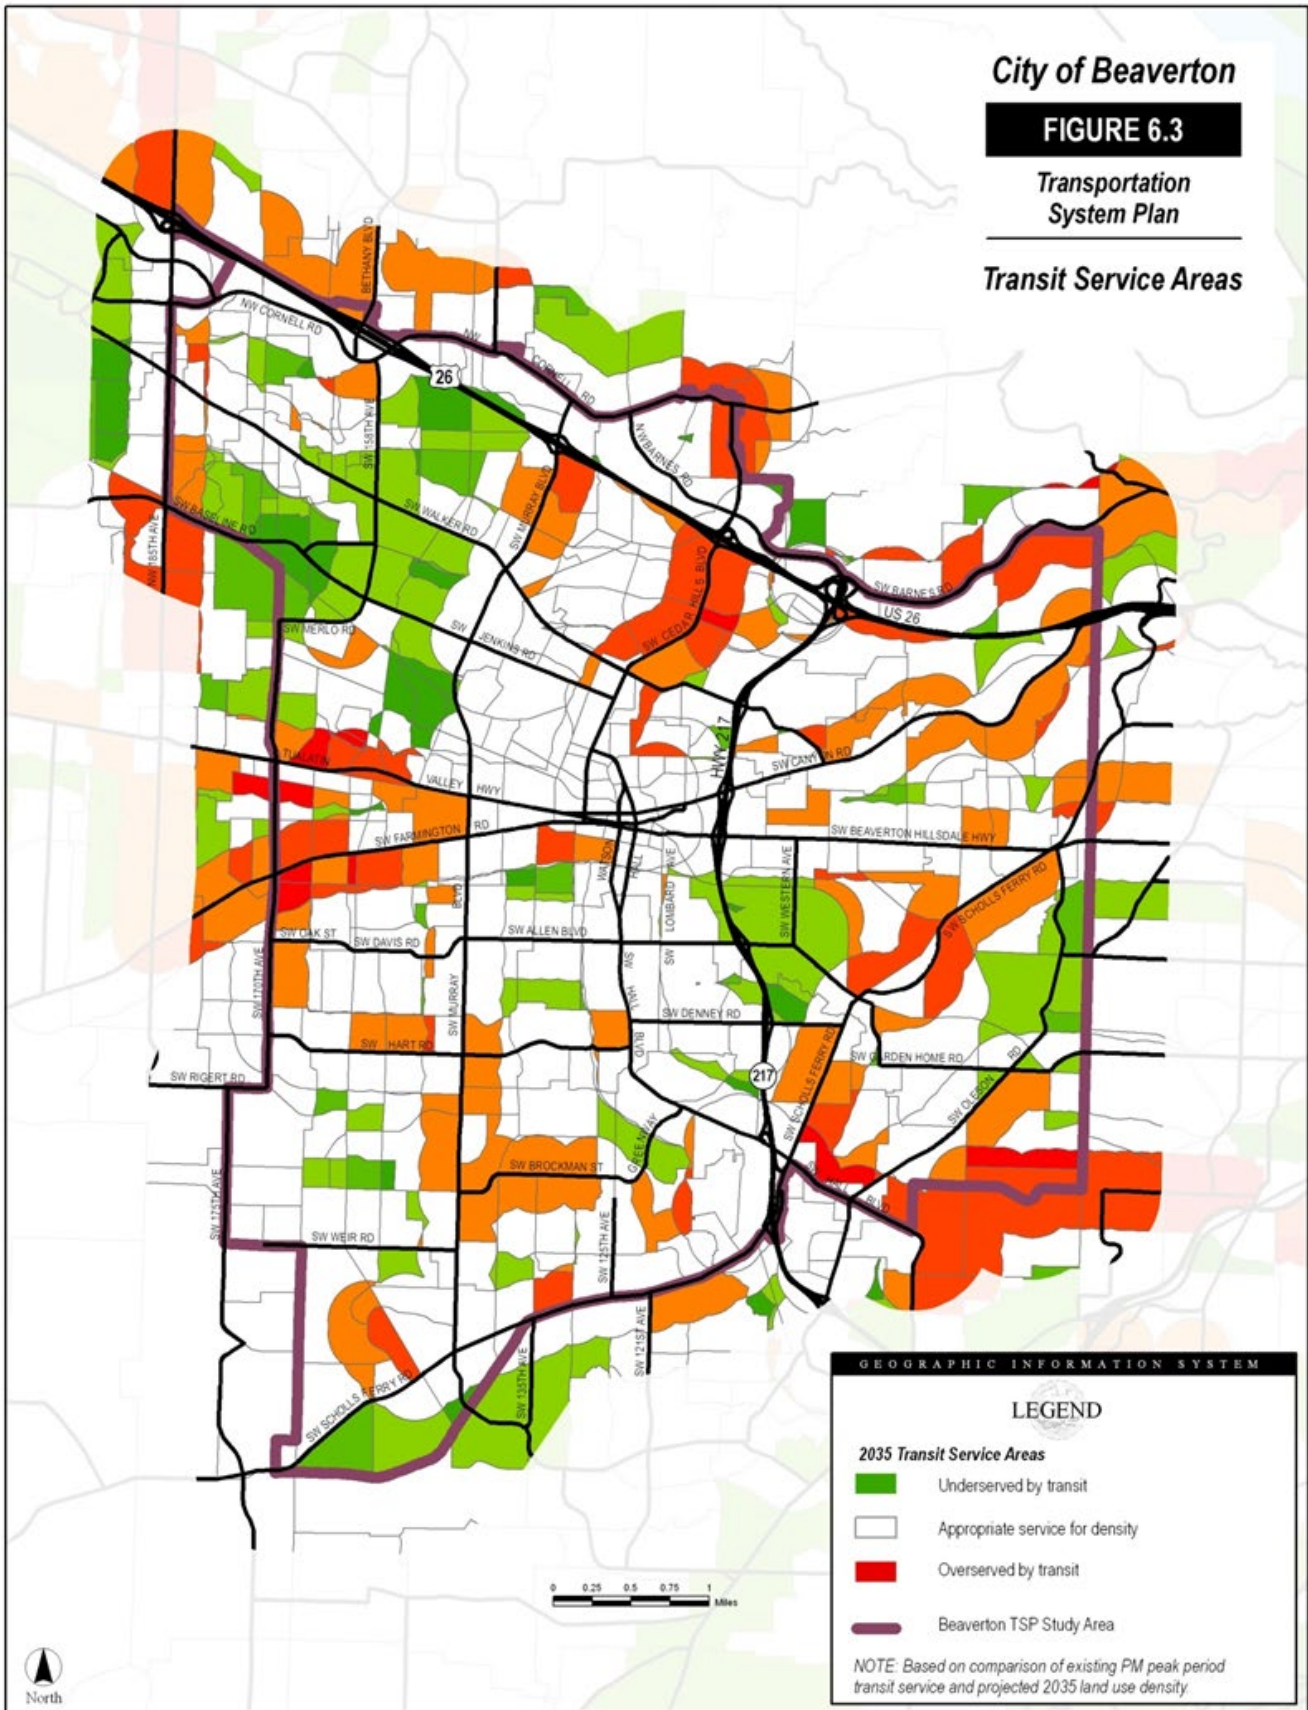 City of Beaverton
FIGURE 6.3
Transportation
System Plan
Transit Service Areas
BETHANY BLVD
NW CORNELL RD
NW
CORNELL RD
26
SW 158TH AVE
N W BARNES RD
SW MURRAY BLVD
SW WALKER RD
SW BASELINE RD
NW 185TH AVE
SW CEDAR HILLS BLVD
SW BARNES RD
US 26
SW MERLO RD
SW JENKINS RD
HWY 217
TUALATIN
VALLEY HWY
SW CANYON RD
SW FARMINGTON RD
SW BEAVERTON HILLSDALE HWY
WATSON
HALL
LOMBARD AVE
SW
SW WESTERN AVE
SW SCHOLLS FERRY RD
BLVD
SW MURRAY
SW OAK ST
SW DAVIS RD
SW ALLEN BLVD
SW
HALL
BLVD
SW 170TH AVE
SW DENNEY RD
SW HART RD
SW RIGERT RD
217
SW SCHOLLS FERRY RD
SW GARDEN HOME RD
SW OLESON RD
GREENWAY
SW BROCKMAN ST
SW HALL BLVD
SW 175TH AVE
SW WEIR RD
SW 125TH AVE
SW 121ST AVE
SW 135TH AVE
SW SCHOLLS FERRY RD
GEOGRAPHIC INFORMATION SYSTEM
LEGEND
2035 Transit Service Areas
Underserved by transit
Appropriate service for density
Overserved by transit
Beaverton TSP Study Area
NOTE: Based on comparison of existing PM peak period
transit service and projected 2035 land use density.
0 0.25 0.5 0.75 1
Miles
North